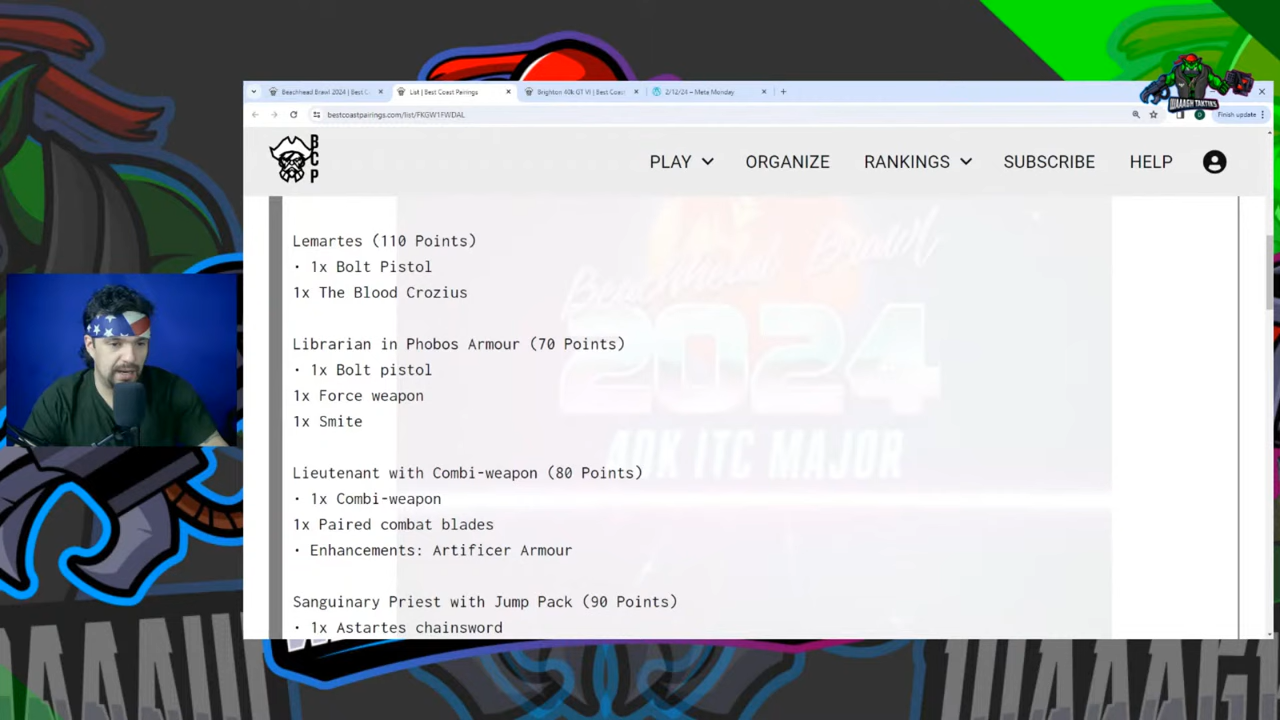 WAAAGH TAKTIKS
Beachhead Brawl 2024 | Best C
List | Best Coast Pairings
Brighton 40k GT VI | Best Coast
2/12/24 – Meta Monday
bestcoastpairings.com/list/FKGW1FWDAL
Finish update
B
C
P
PLAY
ORGANIZE
RANKINGS
SUBSCRIBE
HELP
Lemartes (110 Points)
• 1x Bolt Pistol
1x The Blood Crozius
Librarian in Phobos Armour (70 Points)
• 1x Bolt pistol
1x Force weapon
1x Smite
Lieutenant with Combi-weapon (80 Points)
• 1x Combi-weapon
1x Paired combat blades
• Enhancements: Artificer Armour
Sanguinary Priest with Jump Pack (90 Points)
• 1x Astartes chainsword
Beachhead Brawl
2024
40K ITC MAJOR